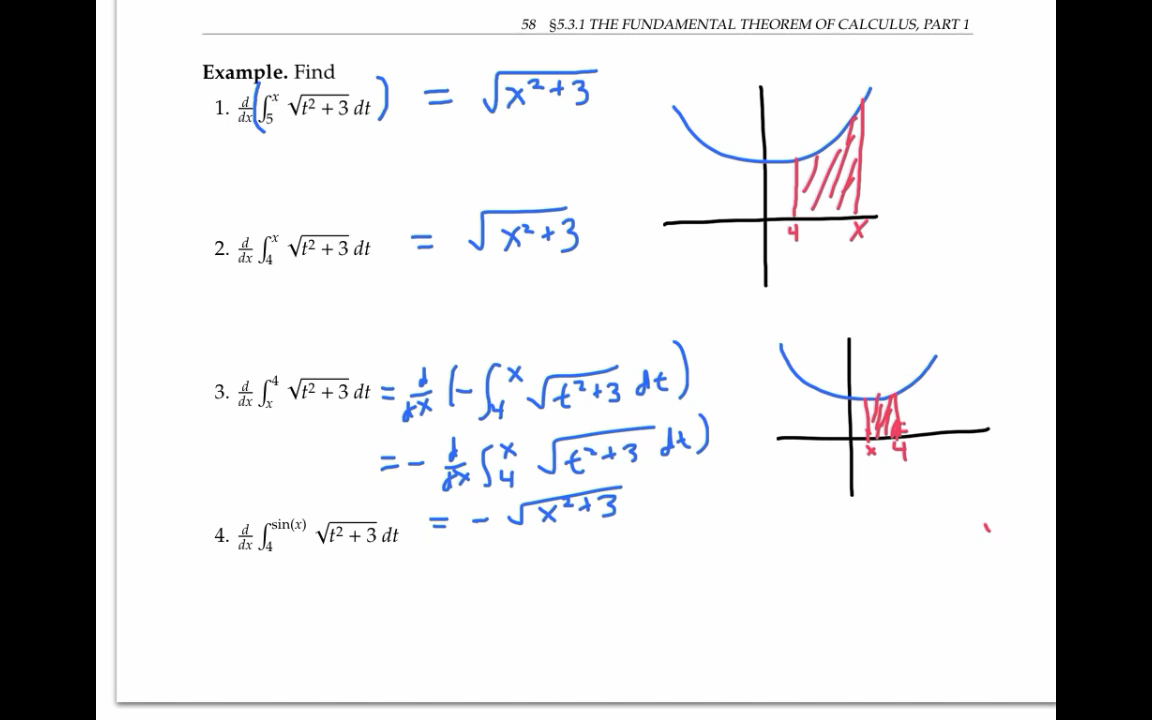 58 §5.3.1 THE FUNDAMENTAL THEOREM OF CALCULUS, PART 1
Example. Find
1. d/dx (∫_5^x √(t² + 3) dt) = √(x² + 3)
4 x
2. d/dx ∫_4^x √(t² + 3) dt = √(x² + 3)
3. d/dx ∫_x^4 √(t² + 3) dt = d/dx (- ∫_4^x √(t² + 3) dt)
= - d/dx ∫_4^x √(t² + 3) dt)
x 4
= - √(x² + 3)
4. d/dx ∫_4^sin(x) √(t² + 3) dt